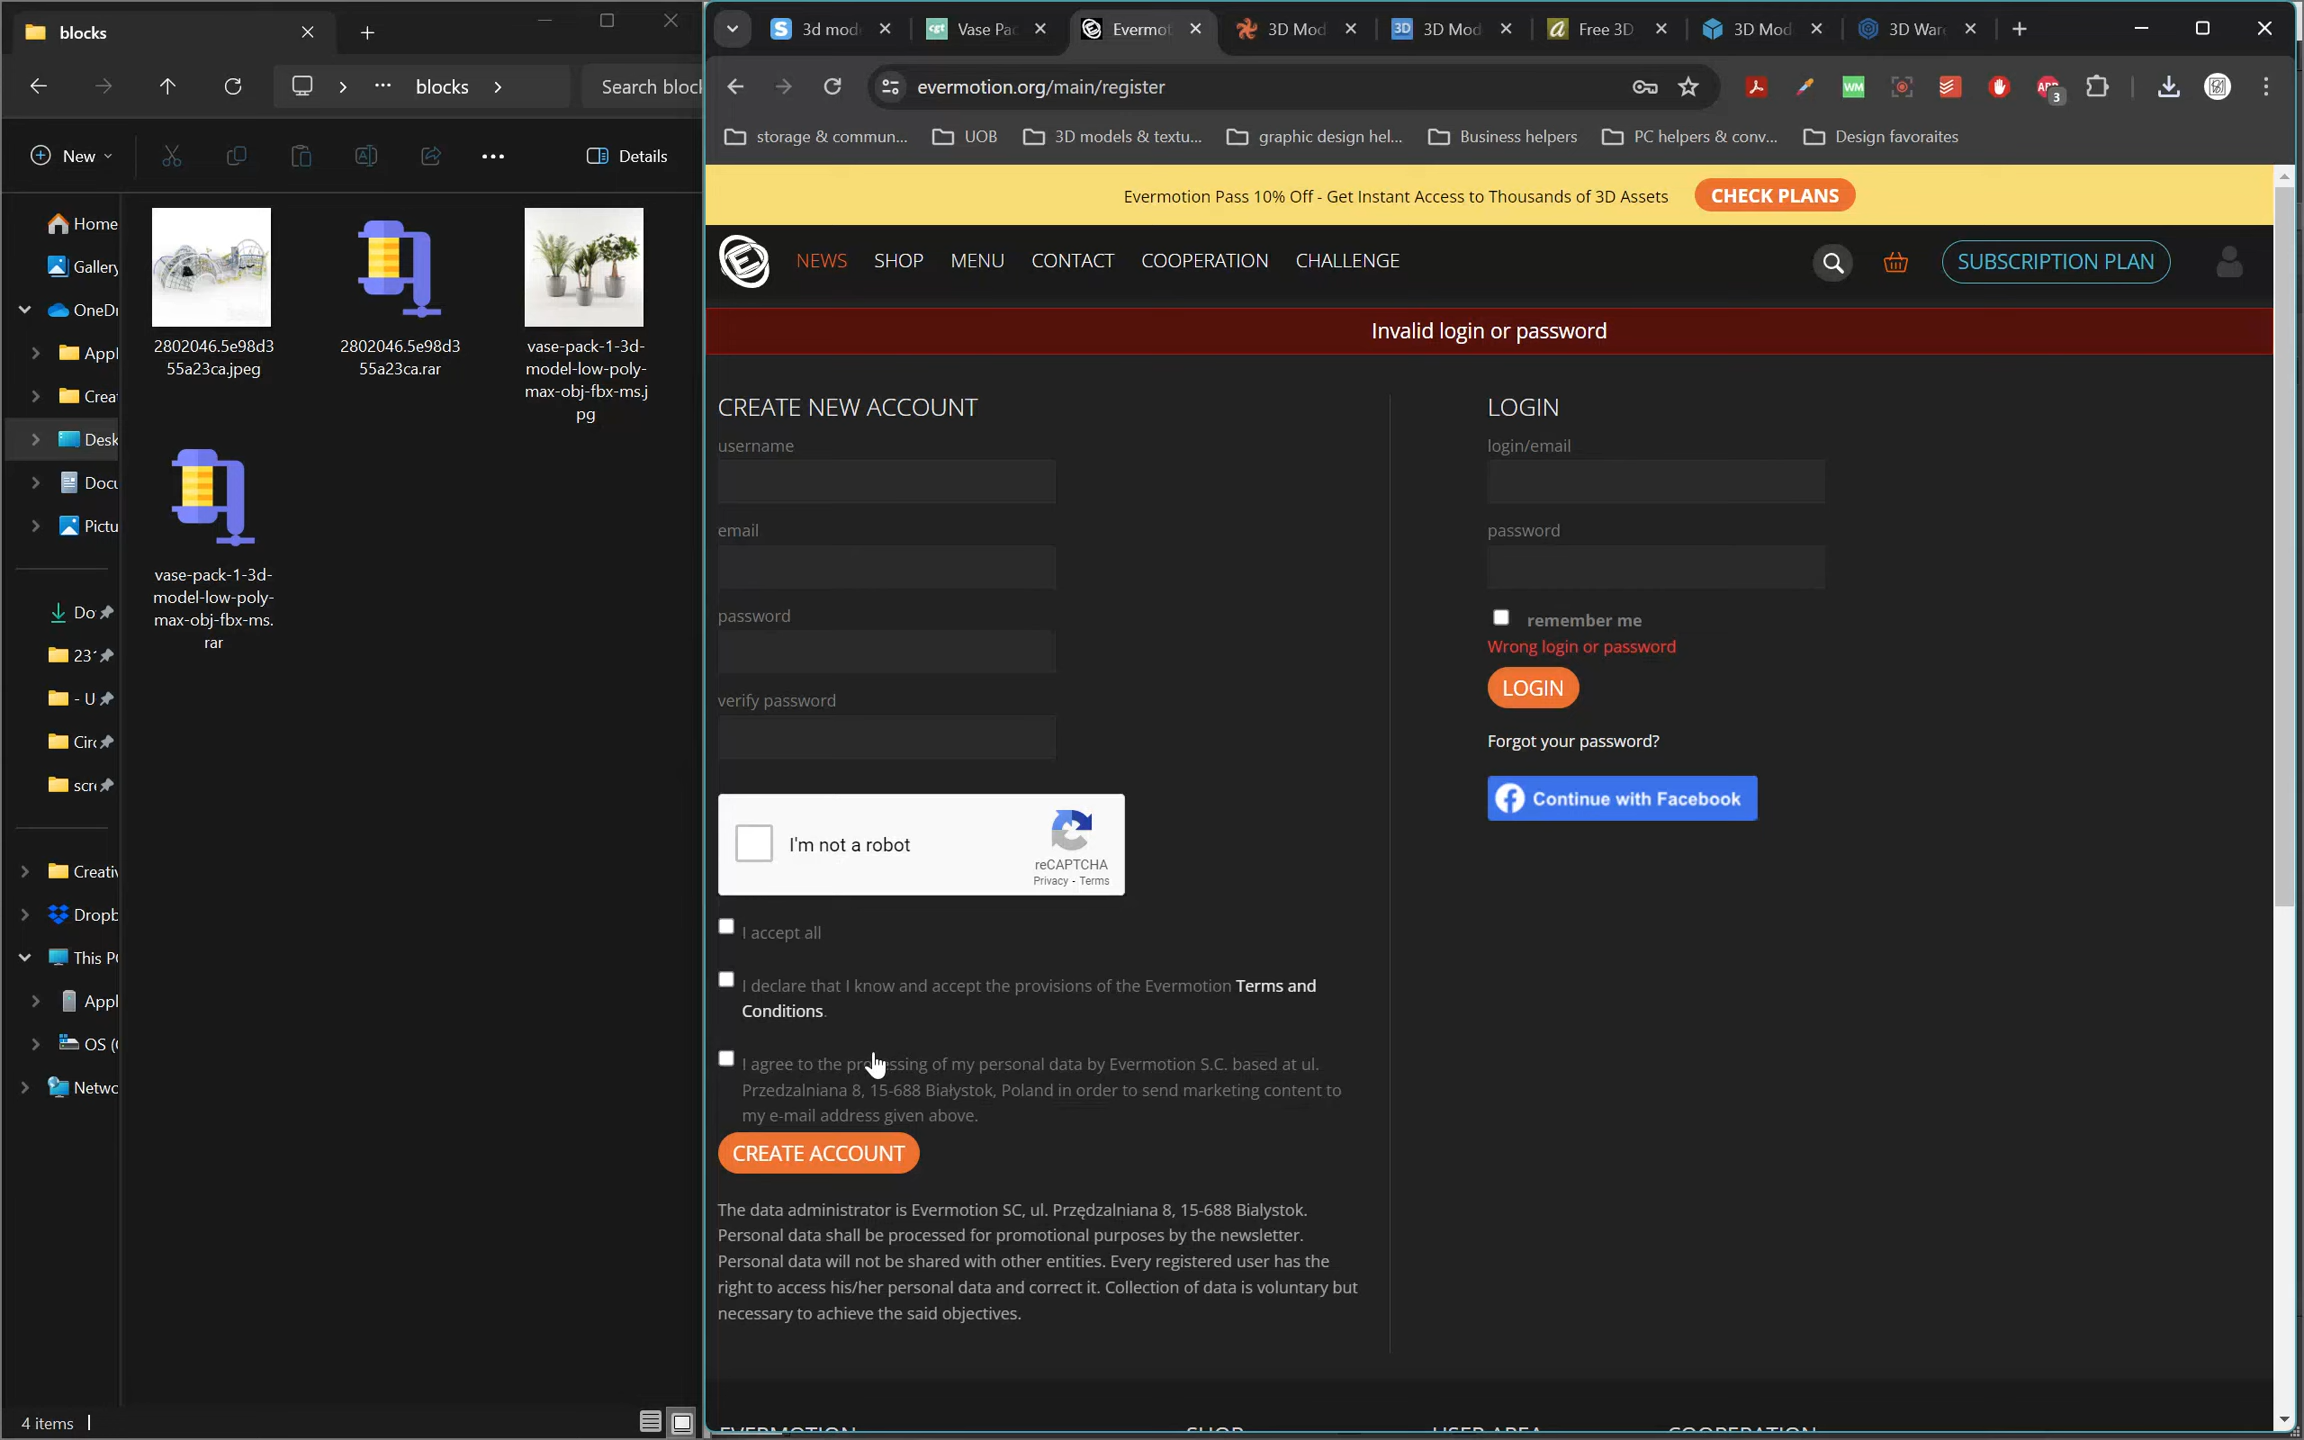 blocks
blocks
Search bloc
New
Details
Home
Gallery
OneDr
Appl
Crea
Desk
Docu
Pictu
Do
23
- U
Circ
scr
Creativ
Dropb
This P
Appl
OS (
Netwo
2802046.5e98d3
55a23ca.jpeg
2802046.5e98d3
55a23ca.rar
vase-pack-1-3d-
model-low-poly-
max-obj-fbx-ms.j
pg
vase-pack-1-3d-
model-low-poly-
max-obj-fbx-ms.
rar
4 items
3d mod
Vase Pac
Evermot
3D Mod
3D Mod
Free 3D
3D Mod
3D War
evermotion.org/main/register
WM
ABP
3
storage & commun...
UOB
3D models & textu...
graphic design hel...
Business helpers
PC helpers & conv...
Design favoraites
Evermotion Pass 10% Off - Get Instant Access to Thousands of 3D Assets
CHECK PLANS
NEWS
SHOP
MENU
CONTACT
COOPERATION
CHALLENGE
SUBSCRIPTION PLAN
Invalid login or password
CREATE NEW ACCOUNT
username
email
password
verify password
I'm not a robot
reCAPTCHA
Privacy - Terms
I accept all
I declare that I know and accept the provisions of the Evermotion Terms and
Conditions.
I agree to the processing of my personal data by Evermotion S.C. based at ul.
Przedzalniana 8, 15-688 Białystok, Poland in order to send marketing content to
my e-mail address given above.
CREATE ACCOUNT
The data administrator is Evermotion SC, ul. Przędzalniana 8, 15-688 Bialystok.
Personal data shall be processed for promotional purposes by the newsletter.
Personal data will not be shared with other entities. Every registered user has the
right to access his/her personal data and correct it. Collection of data is voluntary but
necessary to achieve the said objectives.
LOGIN
login/email
password
remember me
Wrong login or password
LOGIN
Forgot your password?
Continue with Facebook
EVERMOTION
SHOP
USER AREA
COOPERATION